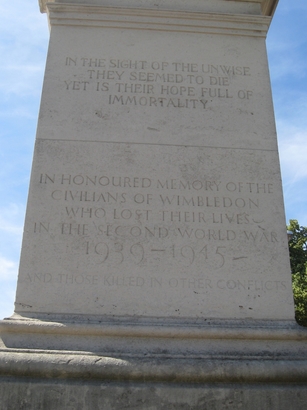 IN THE SIGHT OF THE UNWISE
THEY SEEMED TO DIE
YET IS THEIR HOPE FULL OF
IMMORTALITY
IN HONOURED MEMORY OF THE
CIVILIANS OF WIMBLEDON
WHO LOST THEIR LIVES
IN THE SECOND WORLD WAR
1939-1945
AND THOSE KILLED IN OTHER CONFLICTS